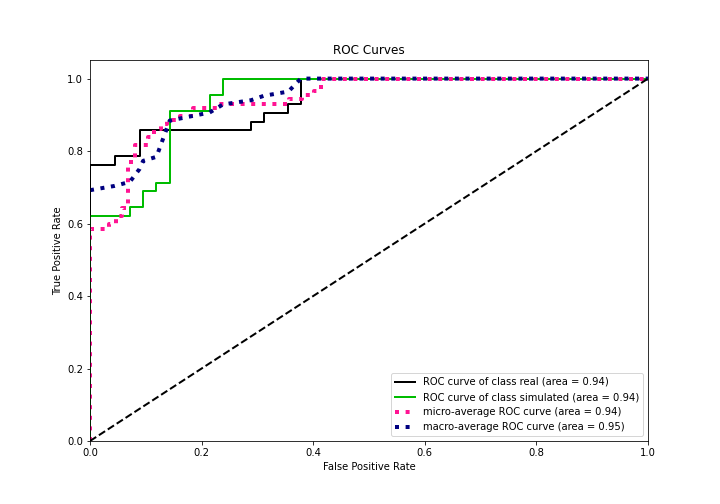 ROC Curves
True Positive Rate
1.0
0.8
0.6
0.4
0.2
0.0
0.0 0.2 0.4 0.6 0.8 1.0
False Positive Rate
ROC curve of class real (area = 0.94)
ROC curve of class simulated (area = 0.94)
micro-average ROC curve (area = 0.94)
macro-average ROC curve (area = 0.95)